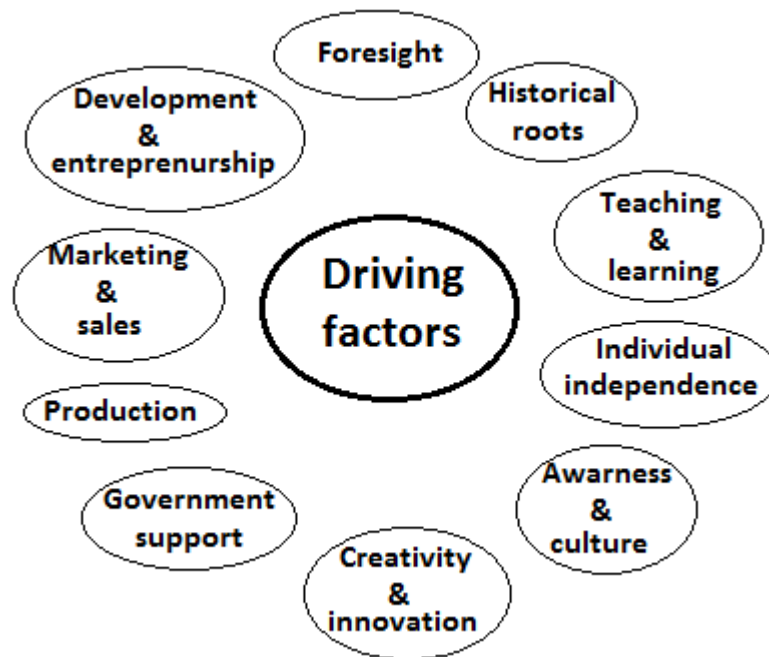 Foresight
Historical
roots
Teaching
&
learning
Individual
independence
Awarness
&
culture
Creativity
&
innovation
Government
support
Production
Marketing
&
sales
Development
&
entreprenurship
Driving
factors